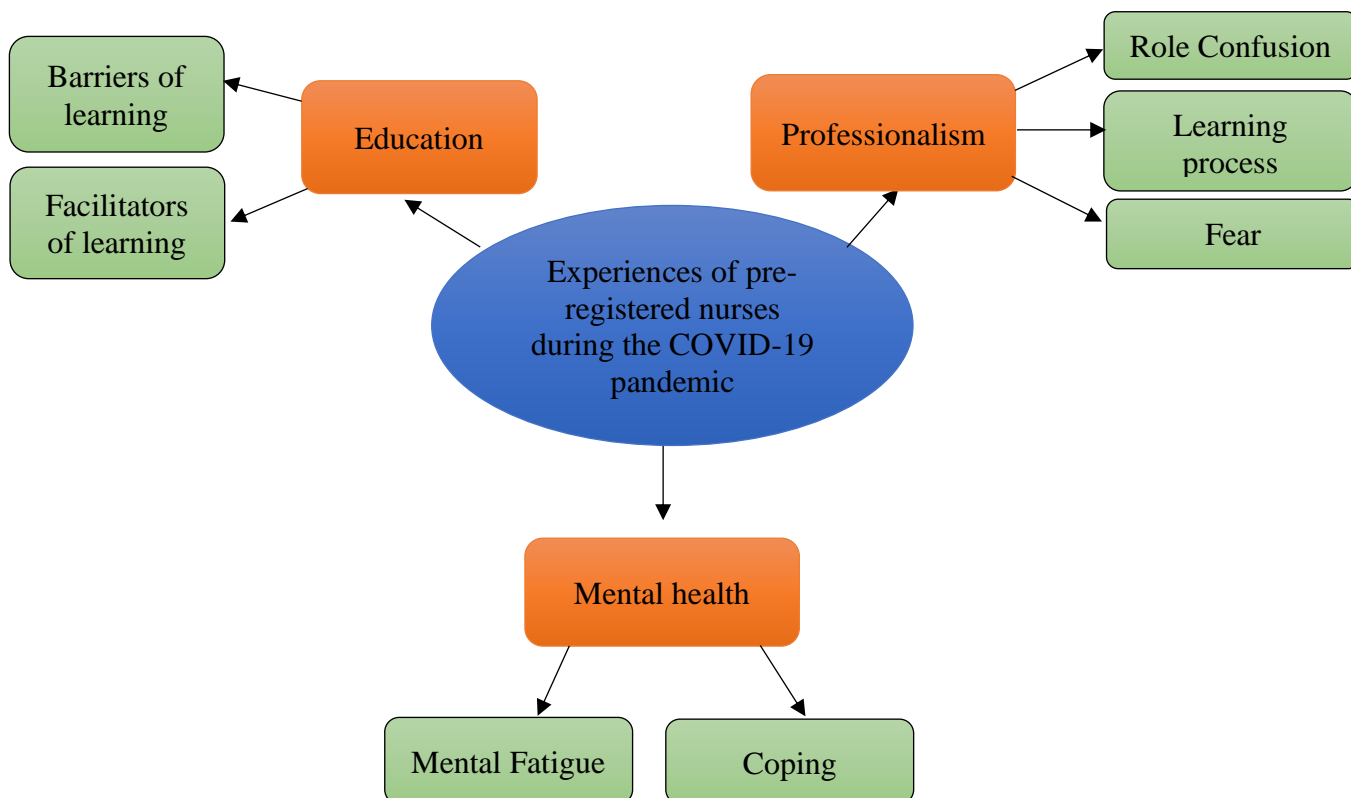 Barriers of
learning
Facilitators
of learning
Education
Professionalism
Role Confusion
Learning
process
Fear
Experiences of pre-
registered nurses
during the COVID-19
pandemic
Mental health
Mental Fatigue
Coping